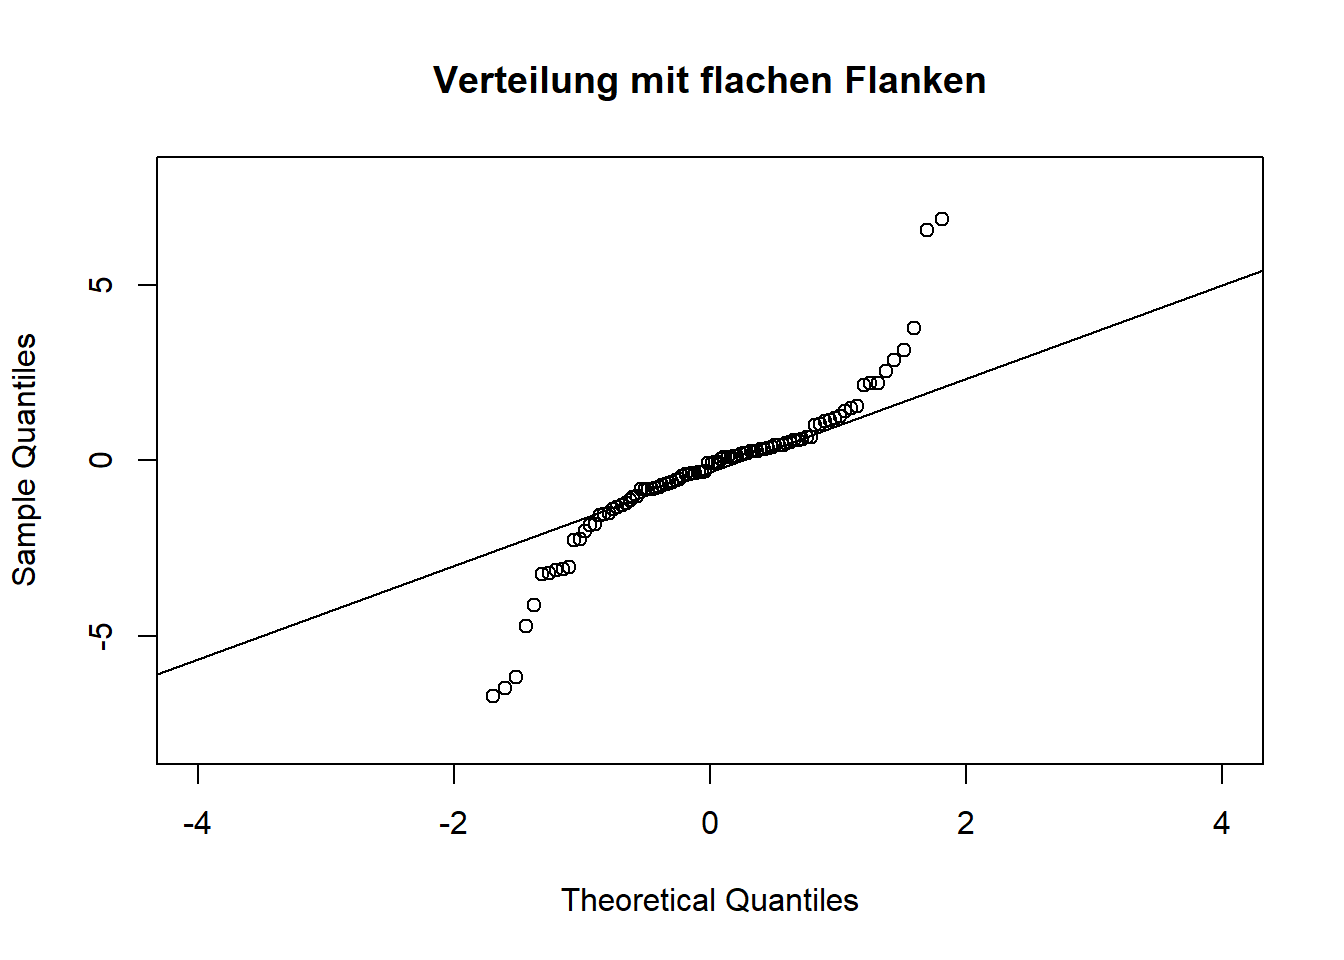 Verteilung mit flachen Flanken
Sample Quantiles
5
0
-5
-4 -2 0 2 4
Theoretical Quantiles